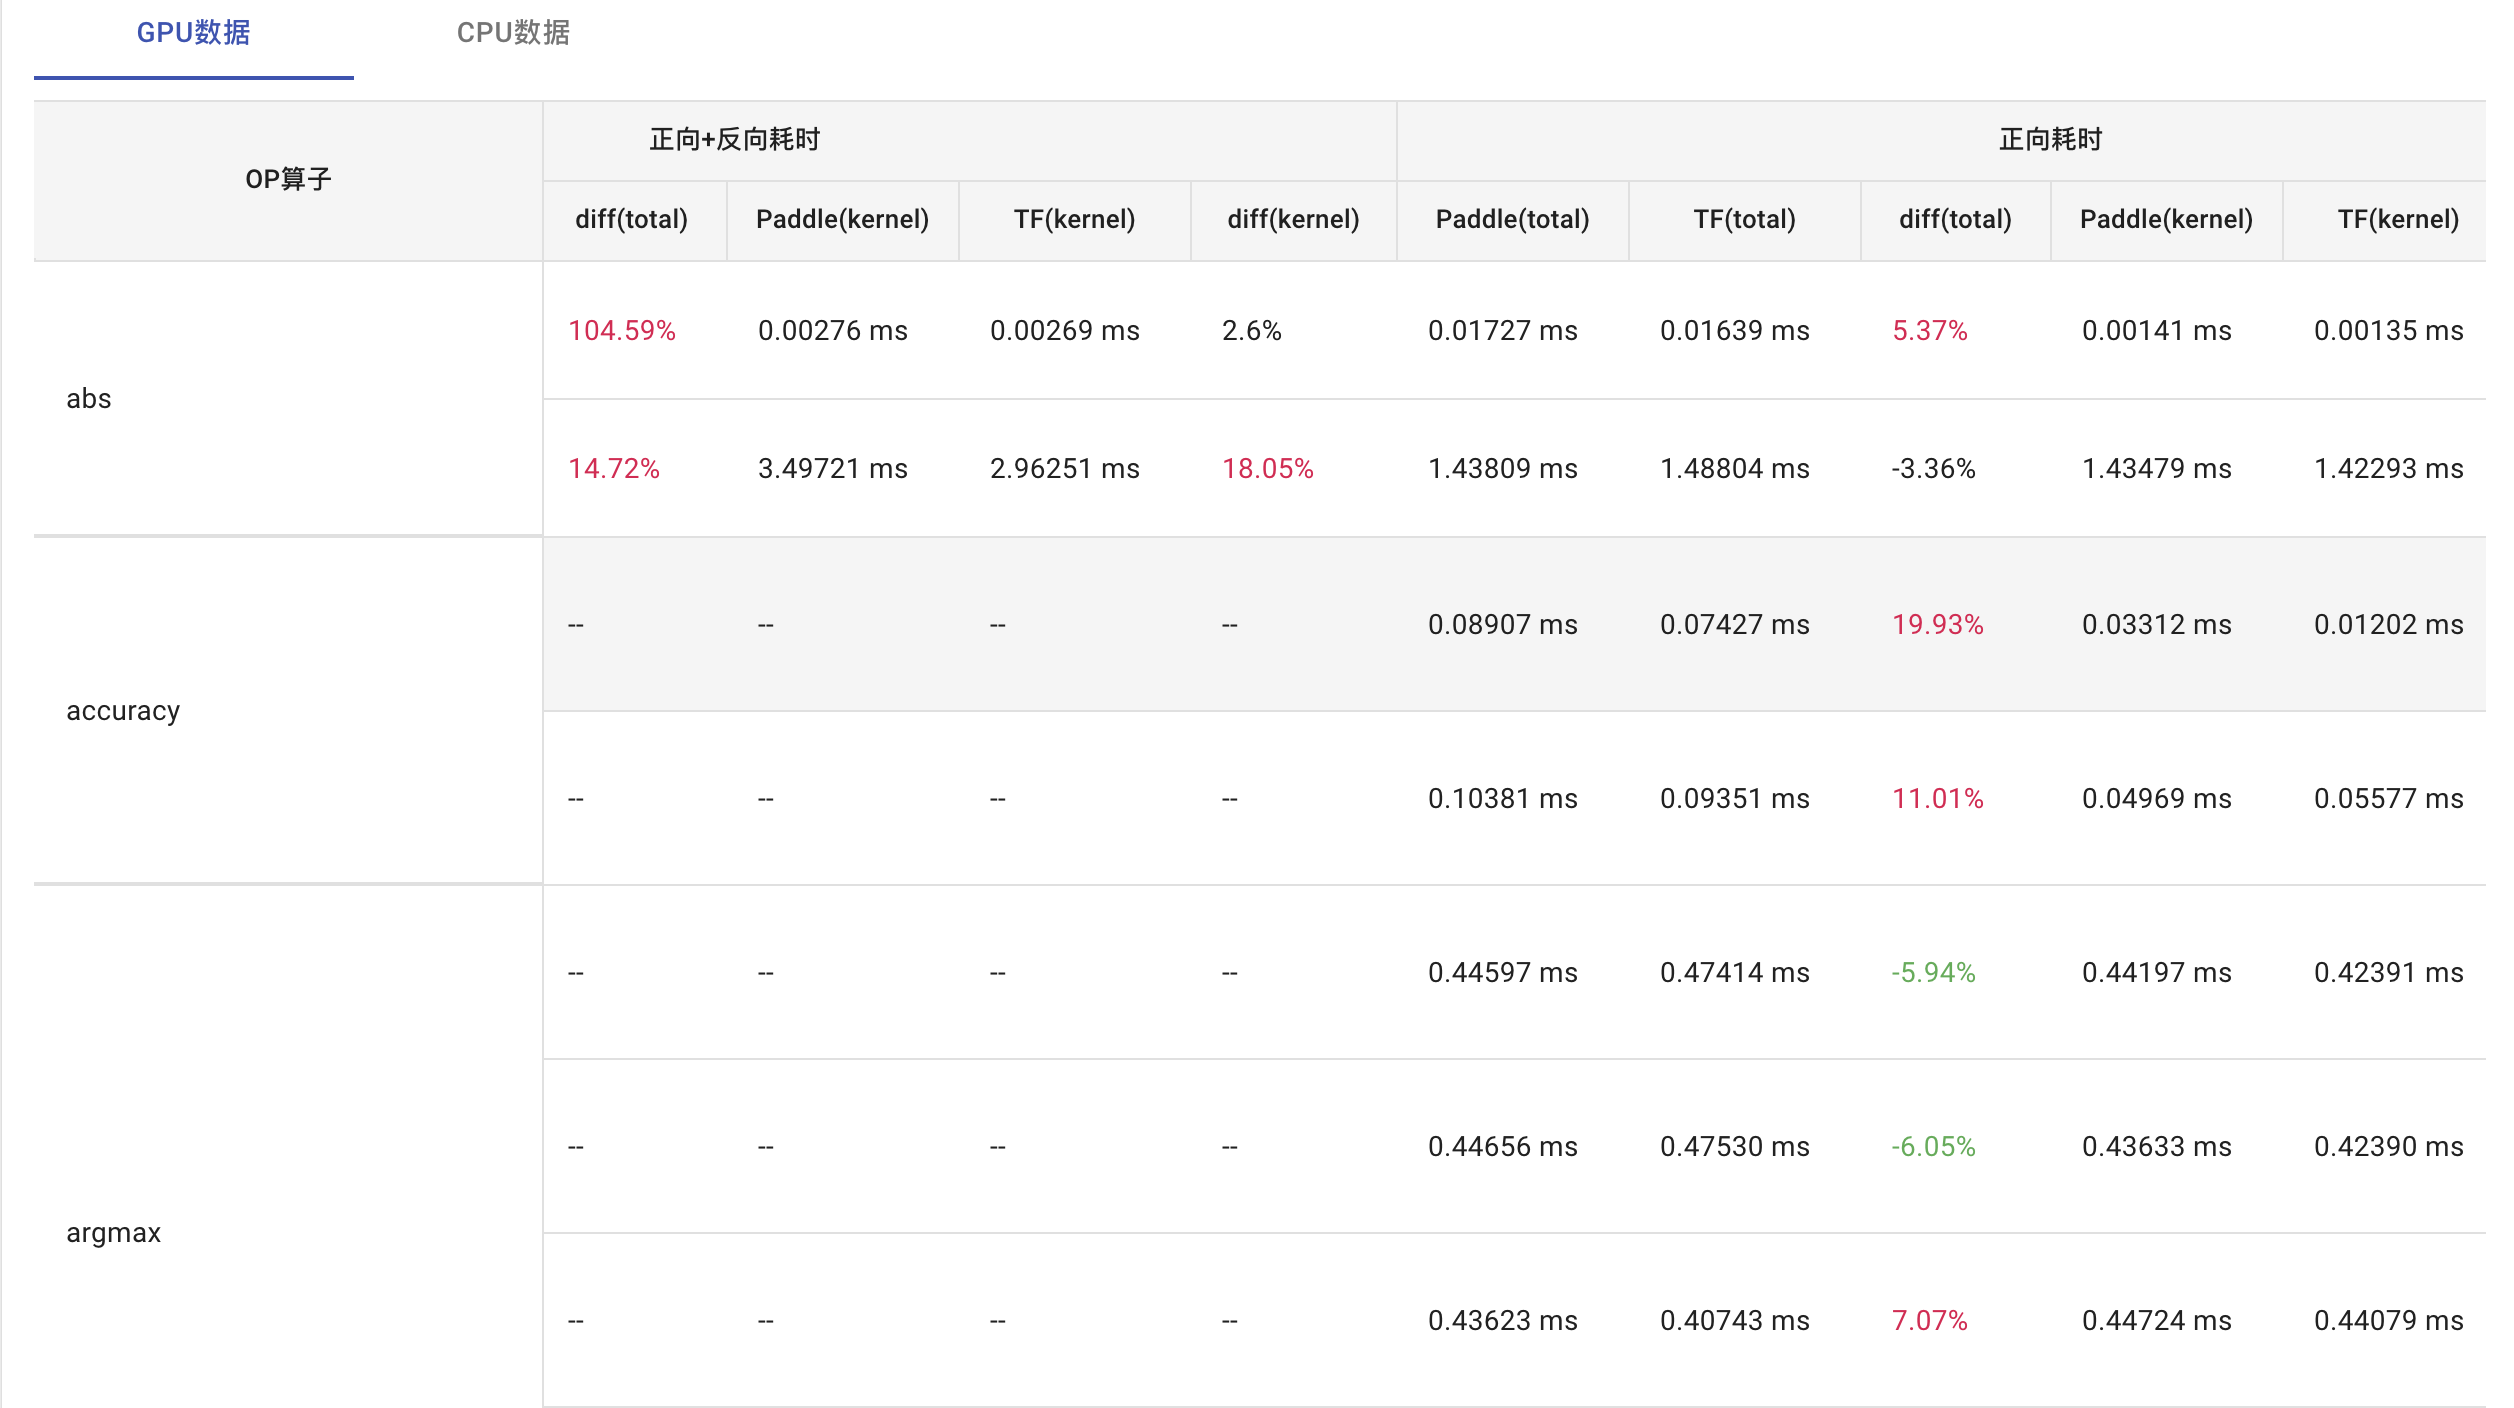 GPU数据 CPU数据
OP算子 正向+反向耗时 正向耗时
diff(total) Paddle(kernel) TF(kernel) diff(kernel) Paddle(total) TF(total) diff(total) Paddle(kernel) TF(kernel)
abs
104.59% 0.00276 ms 0.00269 ms 2.6% 0.01727 ms 0.01639 ms 5.37% 0.00141 ms 0.00135 ms
14.72% 3.49721 ms 2.96251 ms 18.05% 1.43809 ms 1.48804 ms -3.36% 1.43479 ms 1.42293 ms
accuracy
-- -- -- -- 0.08907 ms 0.07427 ms 19.93% 0.03312 ms 0.01202 ms
-- -- -- -- 0.10381 ms 0.09351 ms 11.01% 0.04969 ms 0.05577 ms
argmax
-- -- -- -- 0.44597 ms 0.47414 ms -5.94% 0.44197 ms 0.42391 ms
-- -- -- -- 0.44656 ms 0.47530 ms -6.05% 0.43633 ms 0.42390 ms
-- -- -- -- 0.43623 ms 0.40743 ms 7.07% 0.44724 ms 0.44079 ms